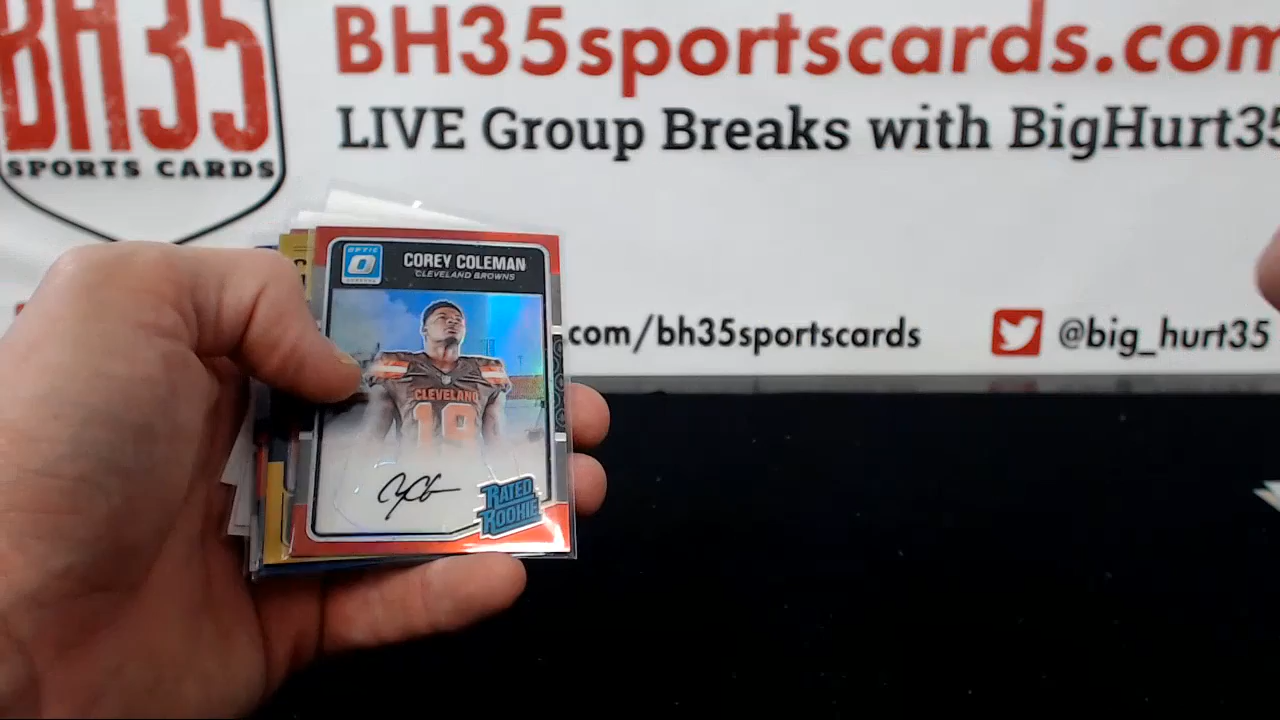 BH35
SPORTS CARDS
BH35sportscards.com
LIVE Group Breaks with BigHurt35
.com/bh35sportscards
@big_hurt35
OPTIC
COREY COLEMAN
CLEVELAND BROWNS
CLEVELAND
19
RATED
ROOKIE